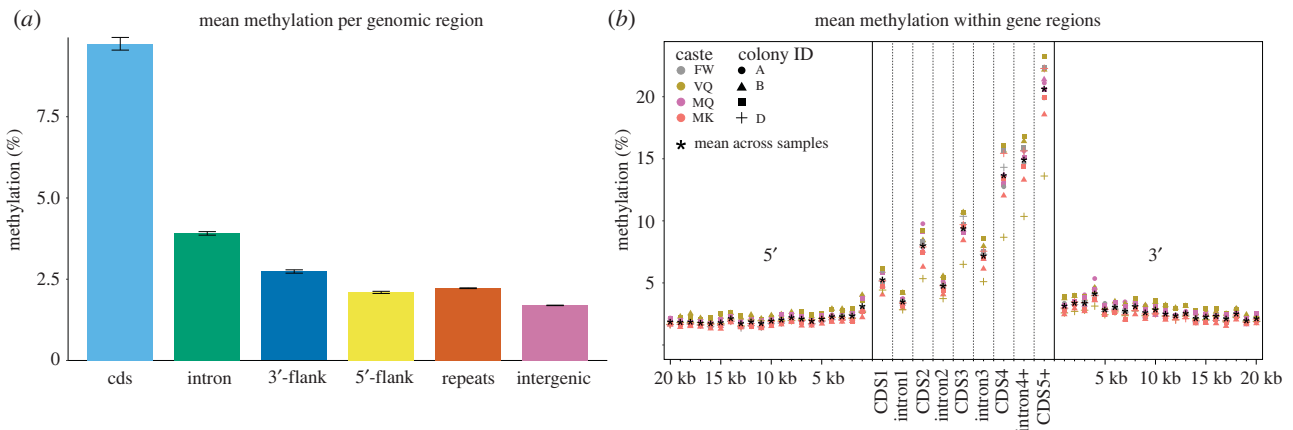 (a) mean methylation per genomic region
methylation (%)
7.5
5.0
2.5
0
cds intron 3′-flank 5′-flank repeats intergenic
(b) mean methylation within gene regions
methylation (%)
20
15
10
5
caste colony ID
FW A
VQ B
MQ
MK D
* mean across samples
5′ 3′
20 kb 15 kb 10 kb 5 kb
CDS1
intron1
CDS2
intron2
CDS3
intron3
CDS4
intron4+
CDS5+
5 kb 10 kb 15 kb 20 kb